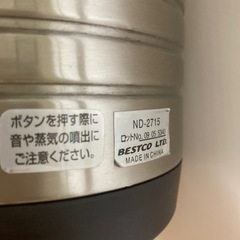 ボタンを押す際に
音や蒸気の噴出に
ご注意ください。
ND-2715
ロットNo.
BESTCO LTD.
MADE IN CHINA